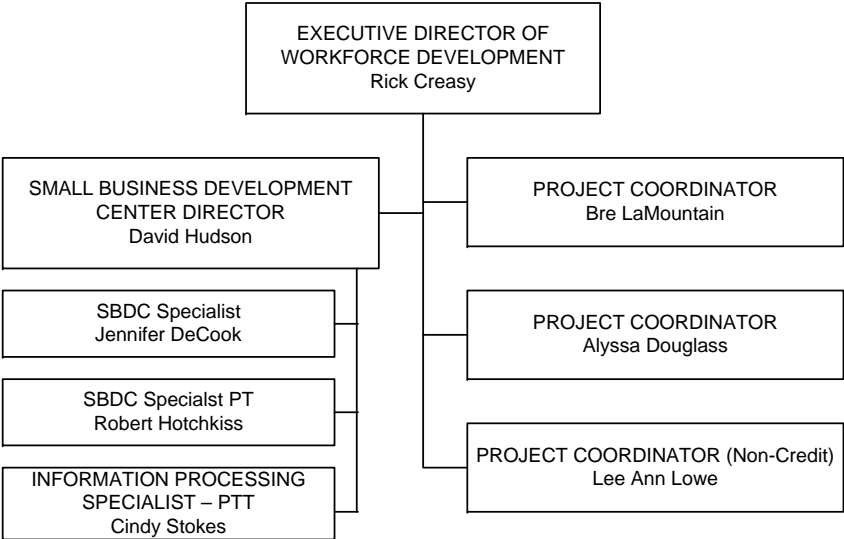 EXECUTIVE DIRECTOR OF
WORKFORCE DEVELOPMENT
Rick Creasy
SMALL BUSINESS DEVELOPMENT
CENTER DIRECTOR
David Hudson
SBDC Specialist
Jennifer DeCook
SBDC Specialst PT
Robert Hotchkiss
INFORMATION PROCESSING
SPECIALIST – PTT
Cindy Stokes
PROJECT COORDINATOR
Bre LaMountain
PROJECT COORDINATOR
Alyssa Douglass
PROJECT COORDINATOR (Non-Credit)
Lee Ann Lowe